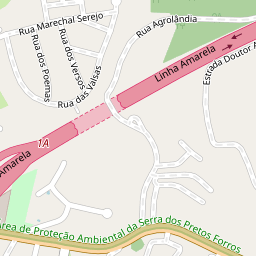 Rua Marechal Serejo
Rua Agrolândia
Rua dos Poemas
Rua dos Versos
Rua das Valsas
Linha Amarela
Estrada Doutor A
1A
Amarela
Área de Proteção Ambiental da Serra dos Pretos Forros